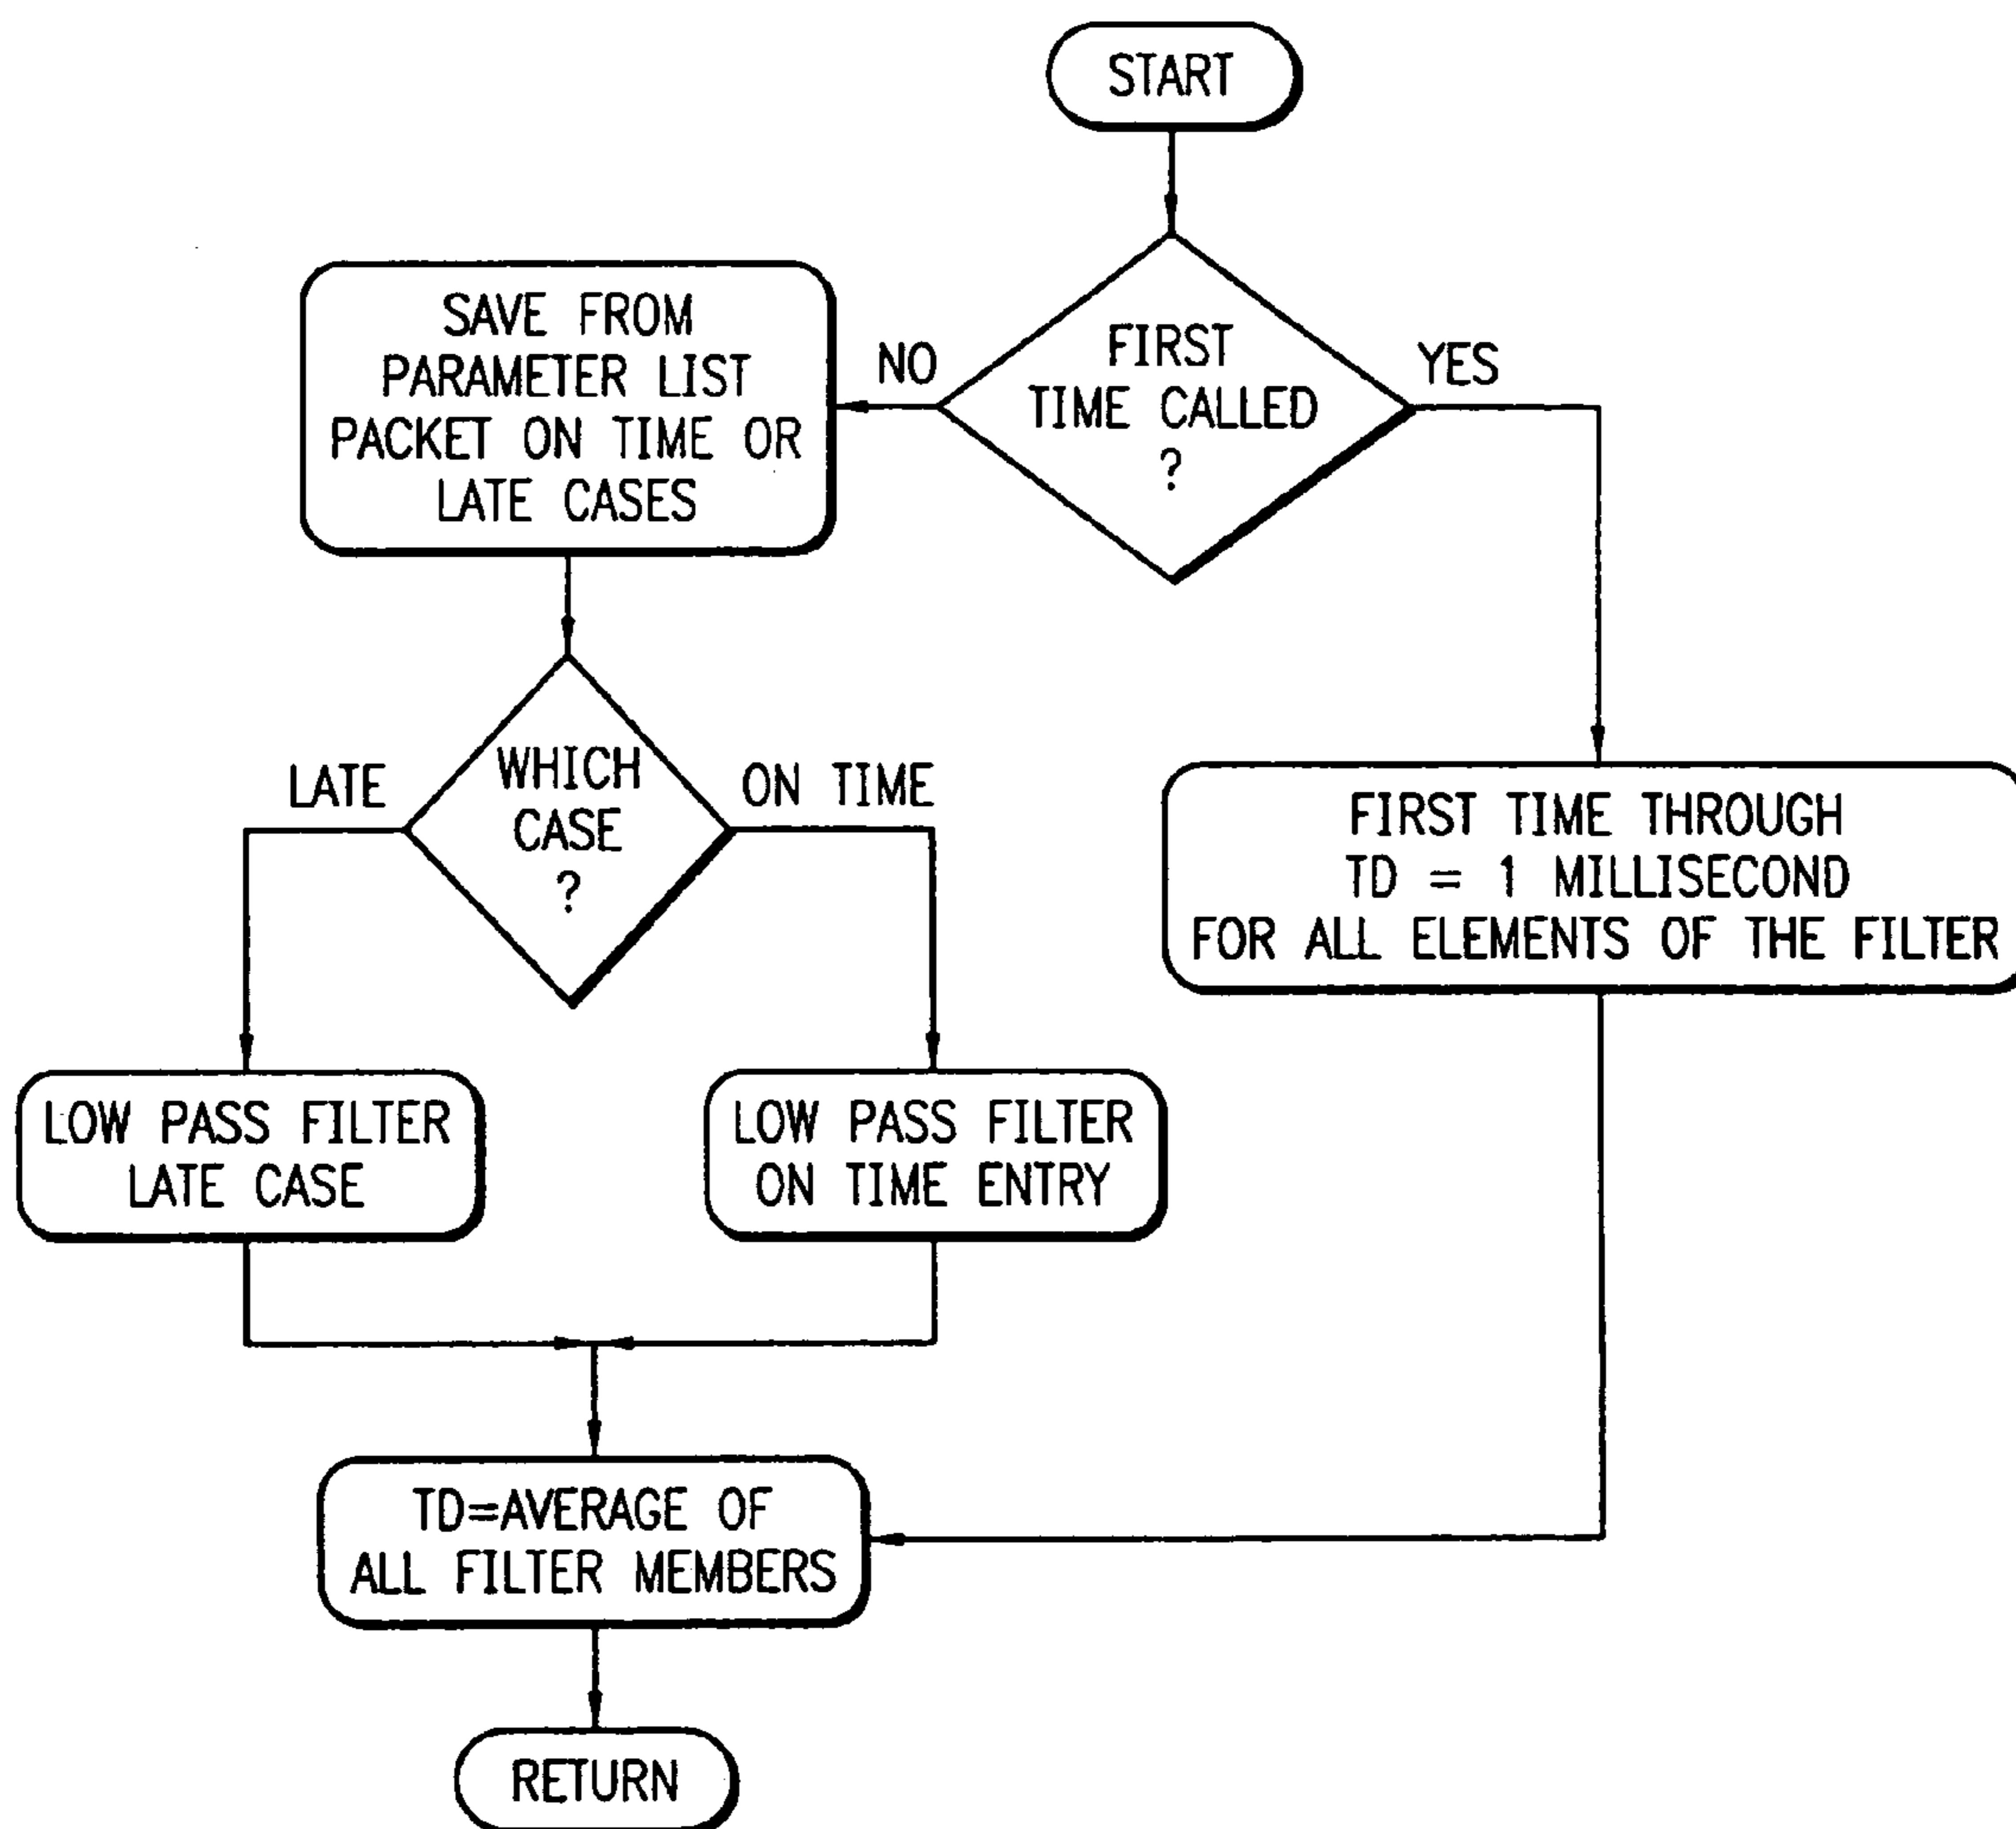 START
FIRST
TIME CALLED
?
NO
YES
SAVE FROM
PARAMETER LIST
PACKET ON TIME OR
LATE CASES
WHICH
CASE
?
LATE
ON TIME
FIRST TIME THROUGH
TD = 1 MILLISECOND
FOR ALL ELEMENTS OF THE FILTER
LOW PASS FILTER
LATE CASE
LOW PASS FILTER
ON TIME ENTRY
TD=AVERAGE OF
ALL FILTER MEMBERS
RETURN